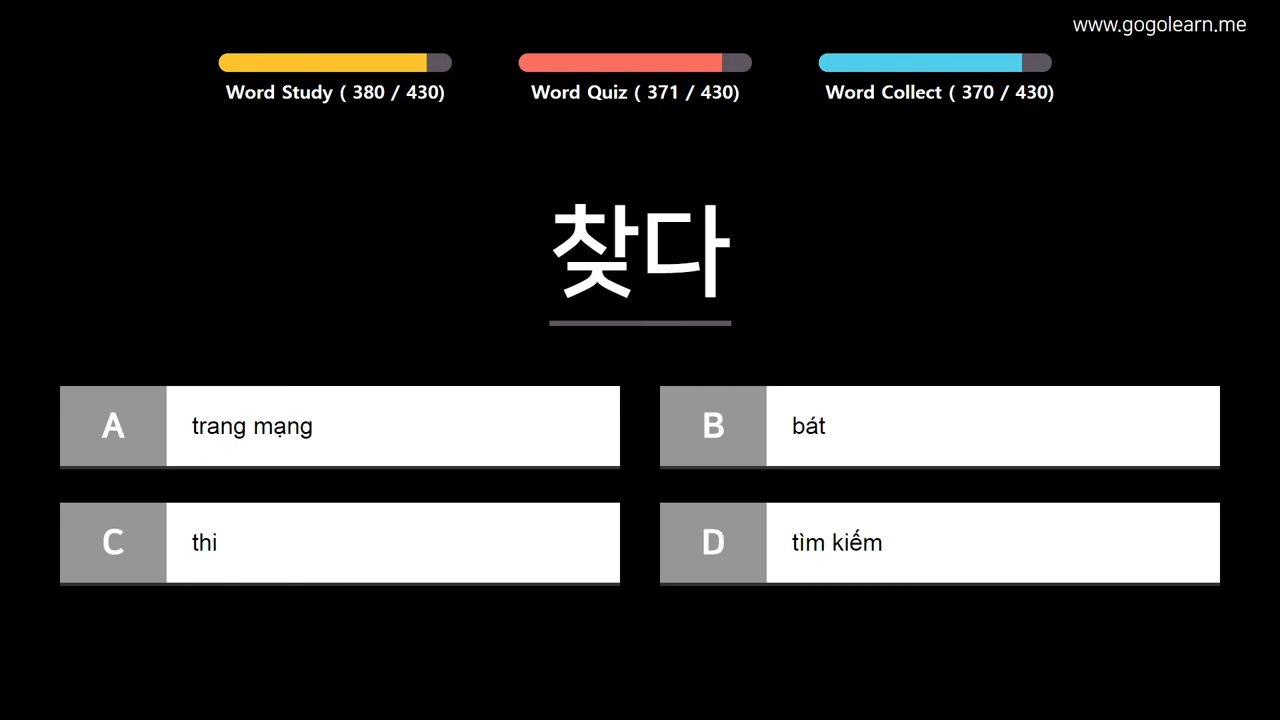 www.gogolearn.me
Word Study ( 380 / 430)
Word Quiz ( 371 / 430)
Word Collect ( 370 / 430)
찾다
A trang mạng
B bát
C thi
D tìm kiếm